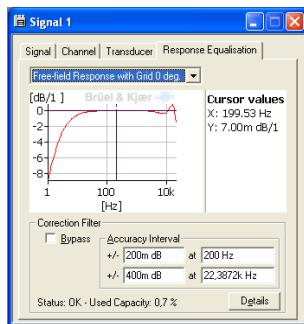 Signal 1
Signal Channel Transducer Response Equalisation
Free-field Response with Grid 0 deg.
[dB/1 ] Brüel & Kjær
0
-2
-4
-6
-8
1 100 10k
[Hz]
Cursor values
X: 199.53 Hz
Y: 7.00m dB/1
Correction Filter
Bypass
Accuracy Interval
+/- 200m dB at 200 Hz
+/- 400m dB at 22,3872k Hz
Status: OK - Used Capacity: 0,7 %
Details